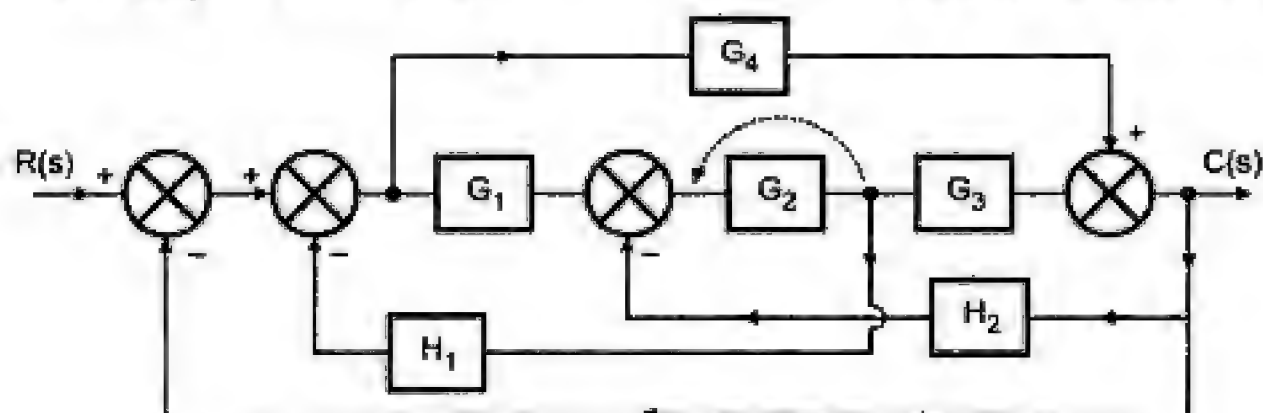 G₄
R(s) + + G₁ G₂ G₃ + C(s)
− − −
H₂
H₁